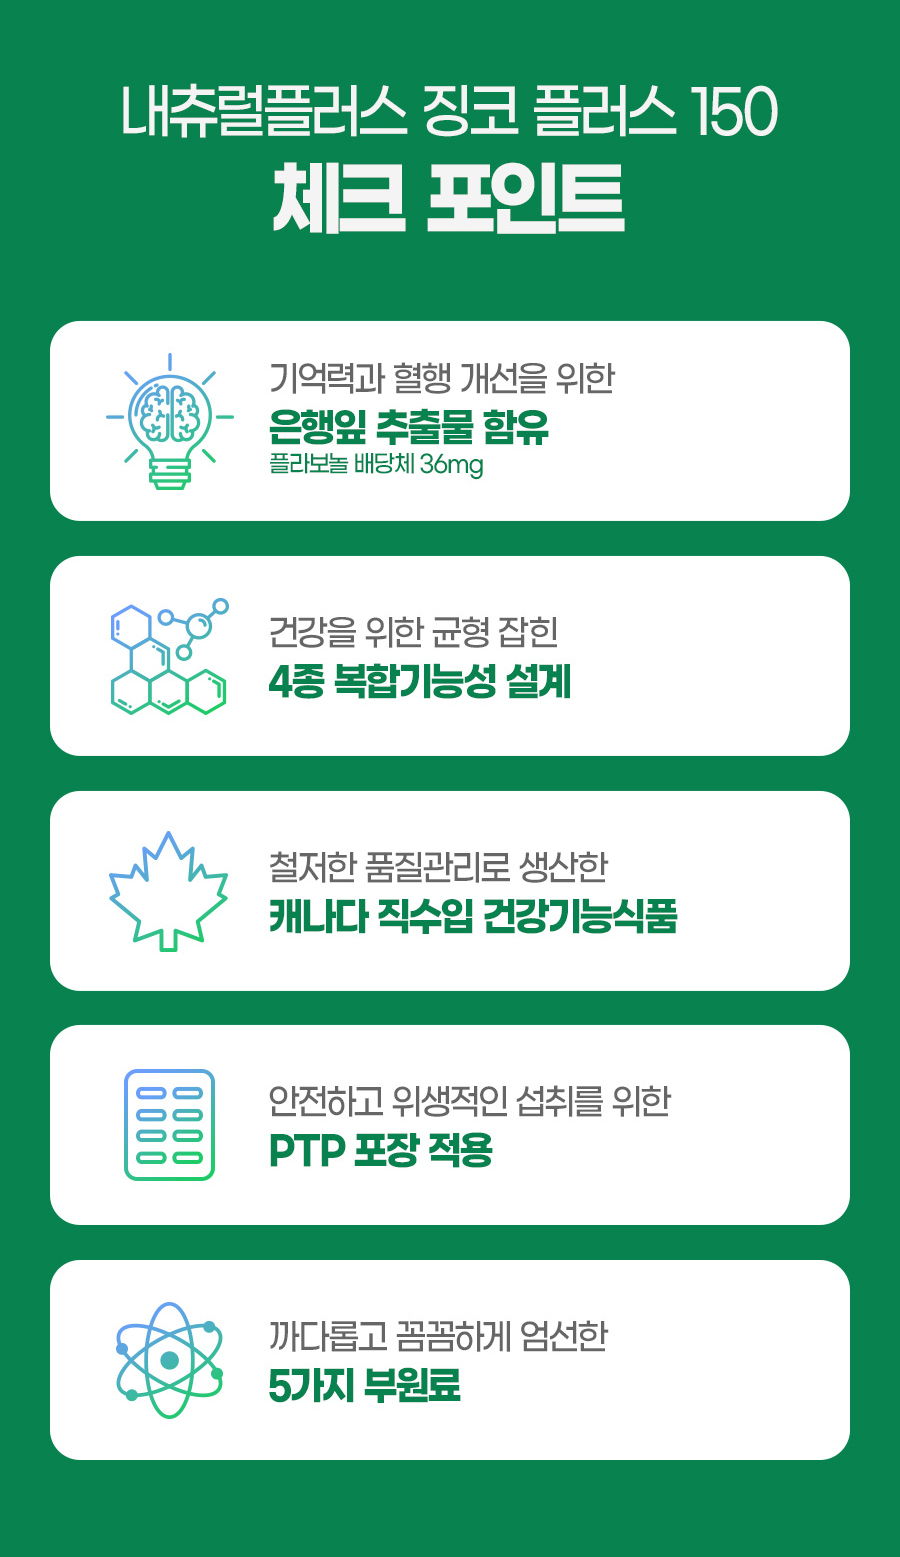 내츄럴플러스 징코 플러스 150
체크 포인트
기억력과 혈행 개선을 위한
은행잎 추출물 함유
플라보놀 배당체 36mg
건강을 위한 균형 잡힌
4종 복합기능성 설계
철저한 품질관리로 생산한
캐나다 직수입 건강기능식품
안전하고 위생적인 섭취를 위한
PTP 포장 적용
까다롭고 꼼꼼하게 엄선한
5가지 부원료